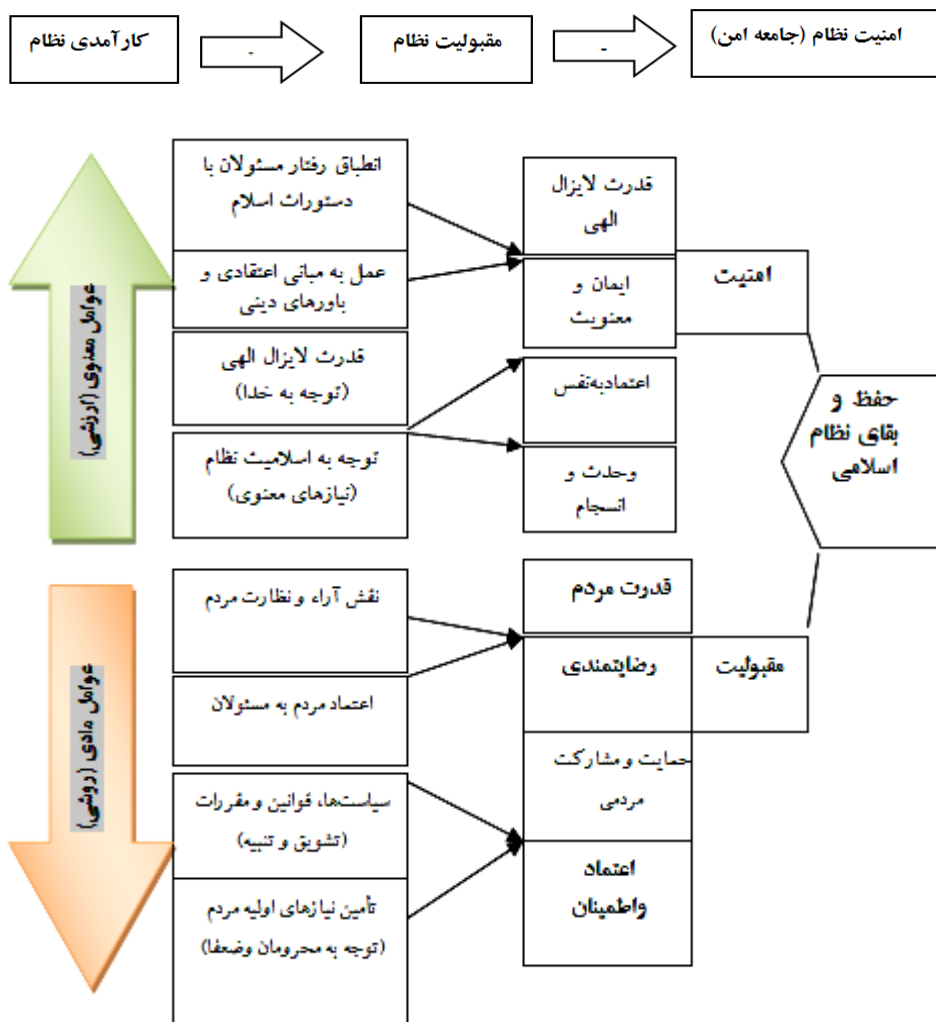 امنیت نظام (جامعه امن)
-
مقبولیت نظام
-
کارآمدی نظام
عوامل معنوی (ارزشی)
انطباق رفتار مسئولان با
دستورات اسلام
عمل به مبانی اعتقادی و
باورهای دینی
قدرت لایزال الهی
(توجه به خدا)
توجه به اسلامیت نظام
(نیازهای معنوی)
قدرت لایزال
الهی
ایمان و
معنویت
اعتمادبه‌نفس
وحدت و
انسجام
امنیت
حفظ و
بقای نظام
اسلامی
عوامل مادی (روشی)
نقش آراء و نظارت مردم
اعتماد مردم به مسئولان
سیاست‌ها، قوانین و مقررات
(تشویق و تنبیه)
تأمین نیازهای اولیه مردم
(توجه به محرومان وضعفا)
قدرت مردم
رضایتمندی
حمایت و مشارکت
مردمی
اعتماد
واطمینان
مقبولیت